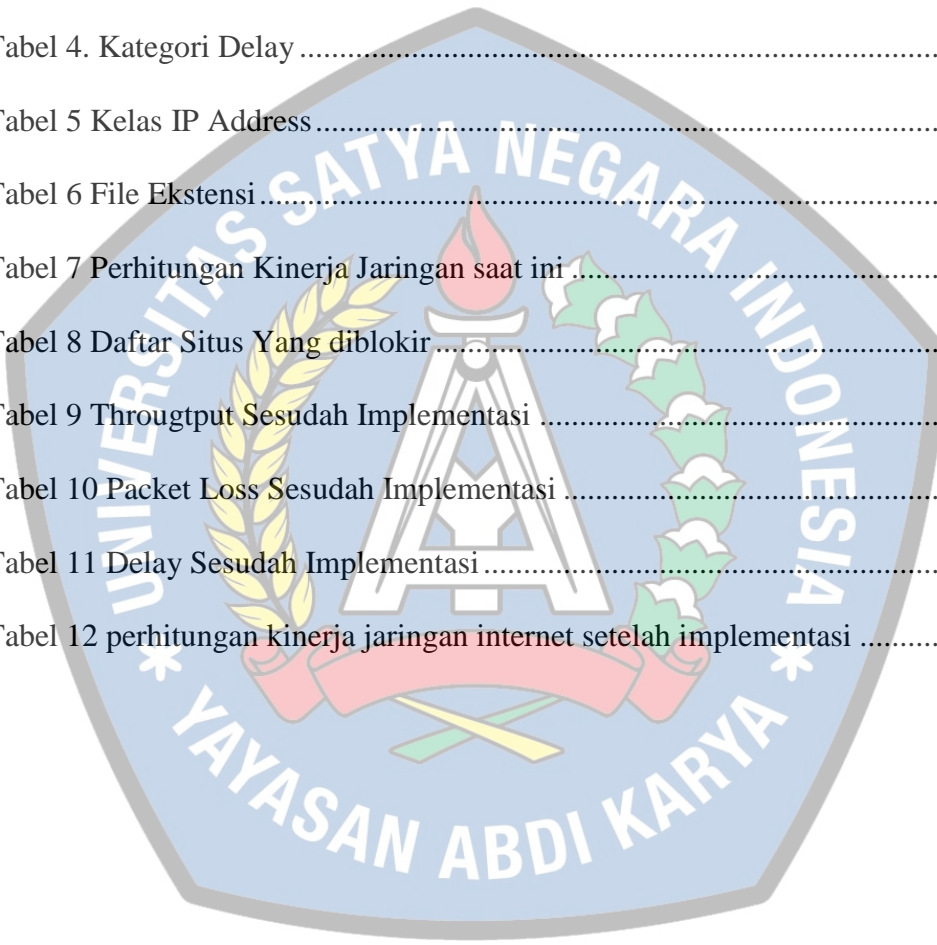 Tabel 4. Kategori Delay ................................................................................
Tabel 5 Kelas IP Address ..............................................................................
Tabel 6 File Ekstensi .....................................................................................
Tabel 7 Perhitungan Kinerja Jaringan saat ini ..............................................
Tabel 8 Daftar Situs Yang diblokir ...............................................................
Tabel 9 Througtput Sesudah Implementasi ..................................................
Tabel 10 Packet Loss Sesudah Implementasi ...............................................
Tabel 11 Delay Sesudah Implementasi .........................................................
Tabel 12 perhitungan kinerja jaringan internet setelah implementasi ..........
UNIVERSITAS SATYA NEGARA INDONESIA
YAYASAN ABDI KARYA